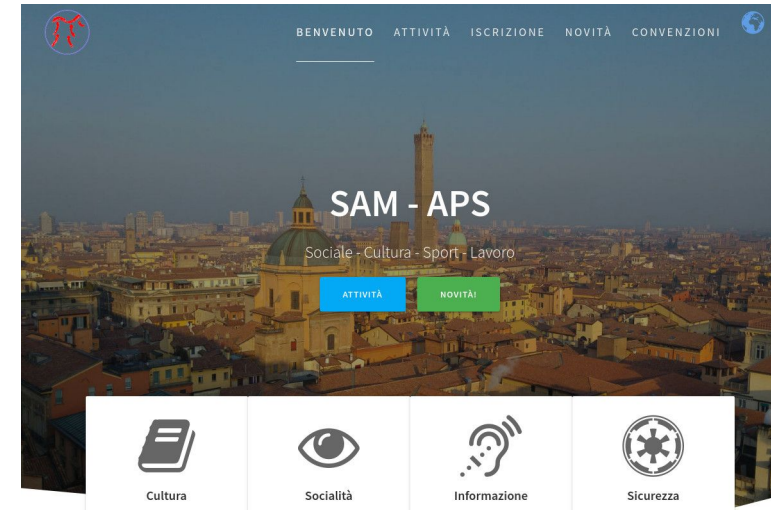 BENVENUTO ATTIVITÀ ISCRIZIONE NOVITÀ CONVENZIONI
SAM - APS
Sociale - Cultura - Sport - Lavoro
ATTIVITÀ NOVITÀ!
Cultura Socialità Informazione Sicurezza